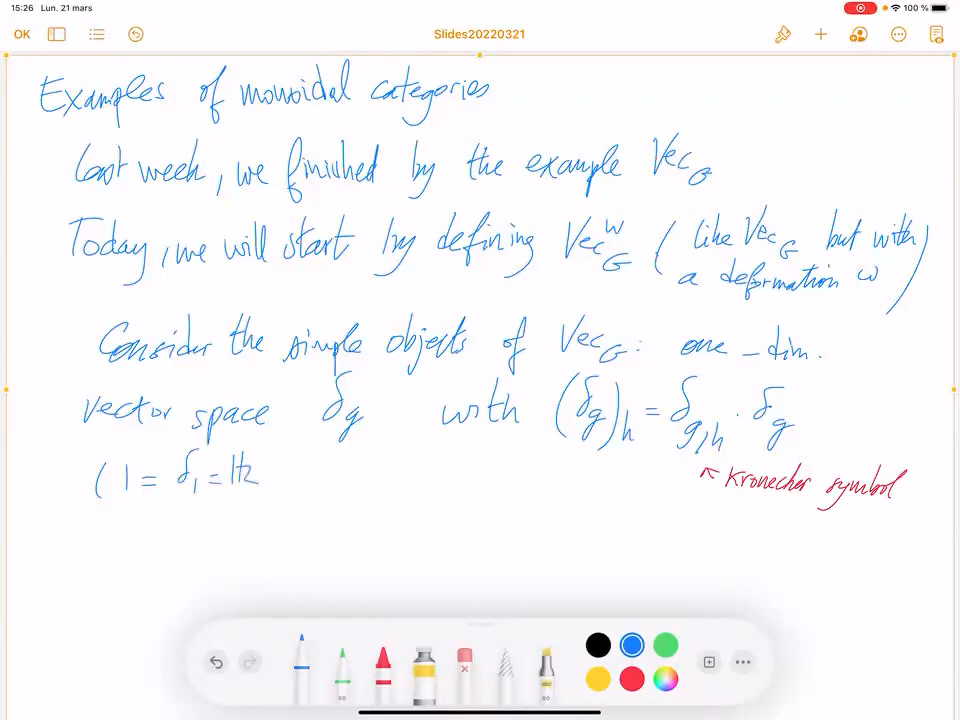 15:26 Lun. 21 mars 100 %
OK Slides20220321
Examples of monoidal categories
Last week, we finished by the example Vec_G
Today, we will start by defining Vec_G^ω (like Vec_G but with
a deformation ω)
Consider the simple objects of Vec_G: one-dim.
vector space δ_g with (δ_g)_h = δ_{g,h} . δ_g
(1 = δ_1 = 𝕜
↖ Kronecher symbol